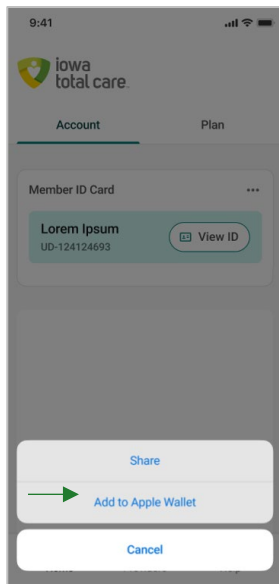 9:41
iowa
total care.
Account Plan
Member ID Card
Lorem Ipsum
UD-124124693
View ID
Share
Add to Apple Wallet
Cancel